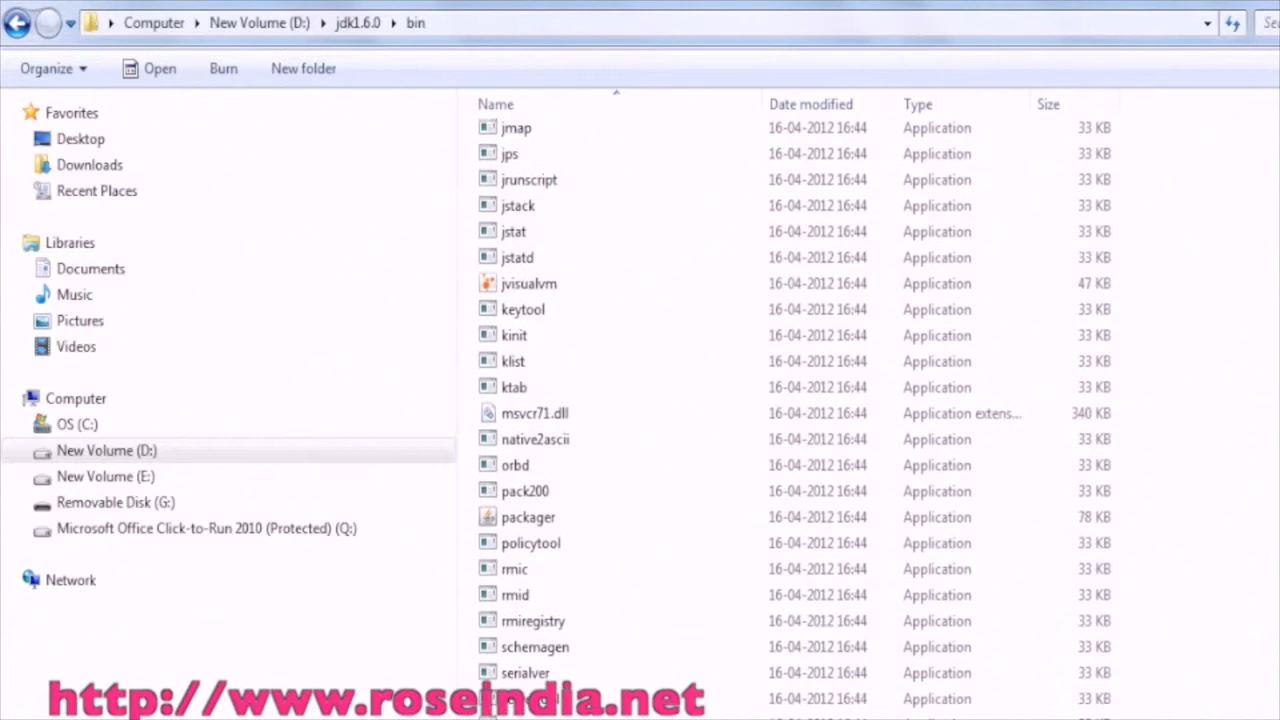 Computer New Volume (D:) jdk1.6.0 bin
Organize Open Burn New folder
Favorites
Desktop
Downloads
Recent Places
Libraries
Documents
Music
Pictures
Videos
Computer
OS (C:)
New Volume (D:)
New Volume (E:)
Removable Disk (G:)
Microsoft Office Click-to-Run 2010 (Protected) (Q:)
Network
Name Date modified Type Size
jmap 16-04-2012 16:44 Application 33 KB
jps 16-04-2012 16:44 Application 33 KB
jrunscript 16-04-2012 16:44 Application 33 KB
jstack 16-04-2012 16:44 Application 33 KB
jstat 16-04-2012 16:44 Application 33 KB
jstatd 16-04-2012 16:44 Application 33 KB
jvisualvm 16-04-2012 16:44 Application 47 KB
keytool 16-04-2012 16:44 Application 33 KB
kinit 16-04-2012 16:44 Application 33 KB
klist 16-04-2012 16:44 Application 33 KB
ktab 16-04-2012 16:44 Application 33 KB
msvcr71.dll 16-04-2012 16:44 Application extens... 340 KB
native2ascii 16-04-2012 16:44 Application 33 KB
orbd 16-04-2012 16:44 Application 33 KB
pack200 16-04-2012 16:44 Application 33 KB
packager 16-04-2012 16:44 Application 78 KB
policytool 16-04-2012 16:44 Application 33 KB
rmic 16-04-2012 16:44 Application 33 KB
rmid 16-04-2012 16:44 Application 33 KB
rmiregistry 16-04-2012 16:44 Application 33 KB
schemagen 16-04-2012 16:44 Application 33 KB
serialver 16-04-2012 16:44 Application 33 KB
16-04-2012 16:44 Application 33 KB
http://www.roseindia.net